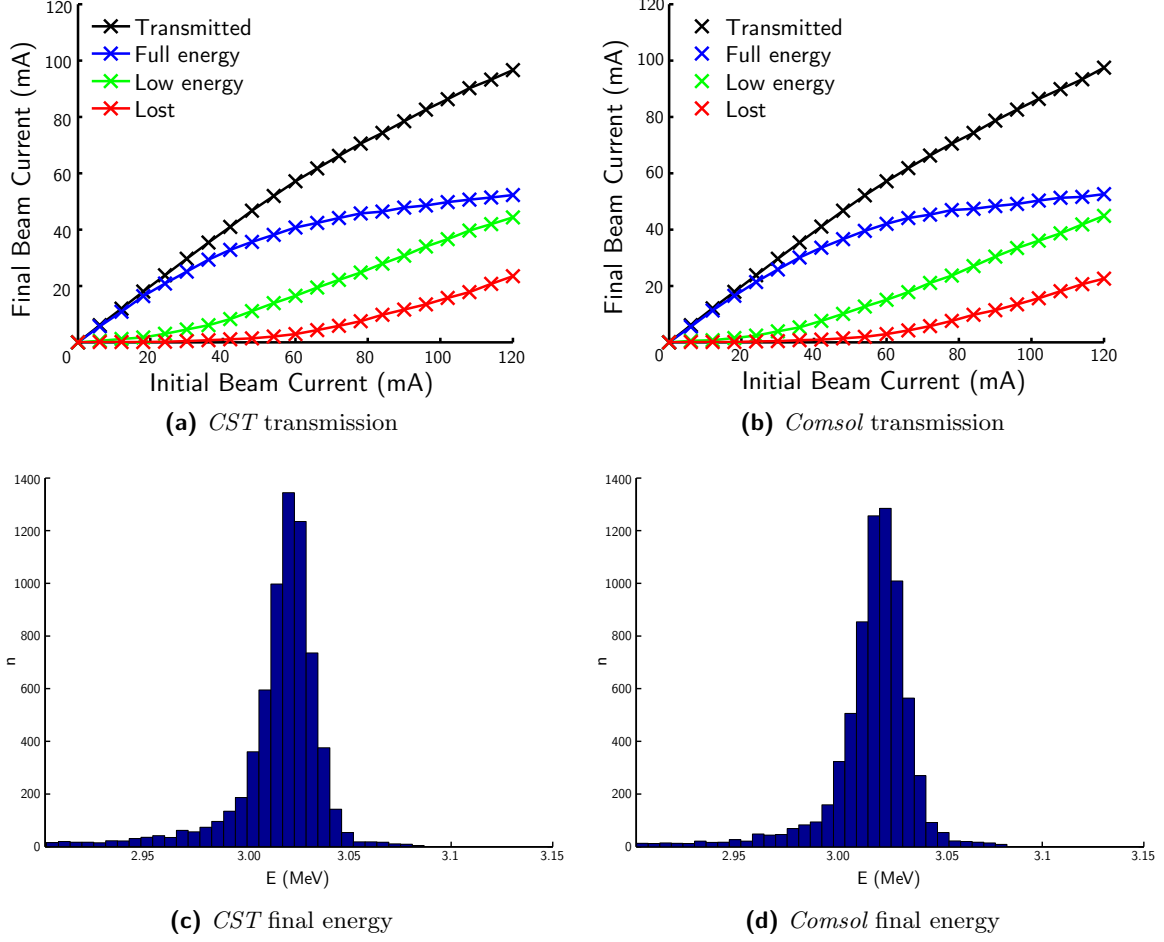 Final Beam Current (mA)
120
100
80
60
40
20
0
20
40
60
80
100
120
Initial Beam Current (mA)
Transmitted
Full energy
Low energy
Lost
(a) CST transmission
Final Beam Current (mA)
120
100
80
60
40
20
0
20
40
60
80
100
120
Initial Beam Current (mA)
Transmitted
Full energy
Low energy
Lost
(b) Comsol transmission
n
1400
1200
1000
800
600
400
200
0
2.95
3.00
3.05
3.1
3.15
E (MeV)
(c) CST final energy
n
1400
1200
1000
800
600
400
200
0
2.95
3.00
3.05
3.1
3.15
E (MeV)
(d) Comsol final energy